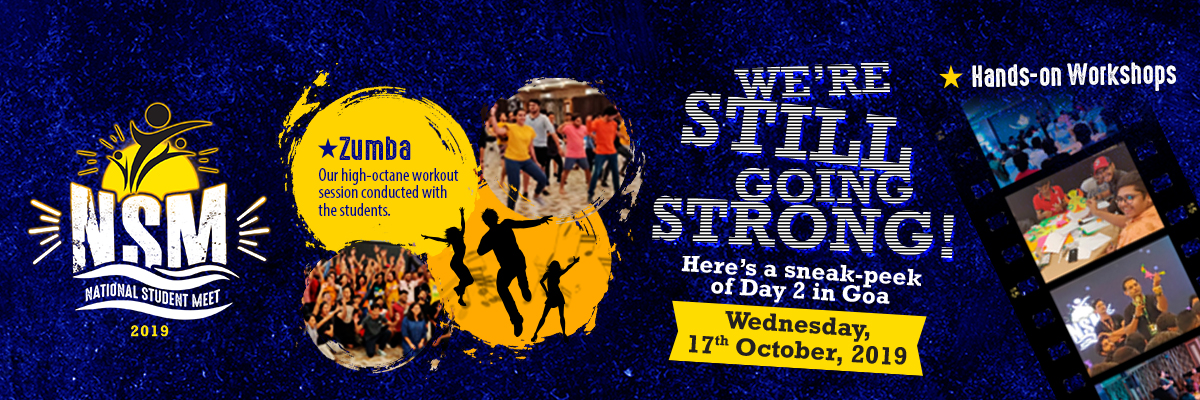 NSM
NATIONAL STUDENT MEET
2019
★Zumba
Our high-octane workout
session conducted with
the students.
WE'RE
STILL
GOING
STRONG!
Here's a sneak-peek
of Day 2 in Goa
Wednesday,
17th October, 2019
★ Hands-on Workshops